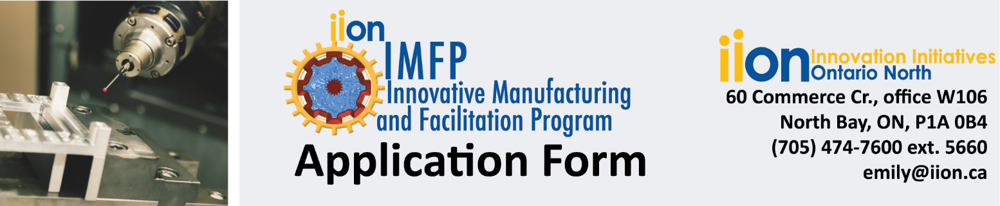 iion
IMFP
Innovative Manufacturing
and Facilitation Program
Application Form
iion Innovation Initiatives
Ontario North
60 Commerce Cr., office W106
North Bay, ON, P1A 0B4
(705) 474-7600 ext. 5660
emily@iion.ca